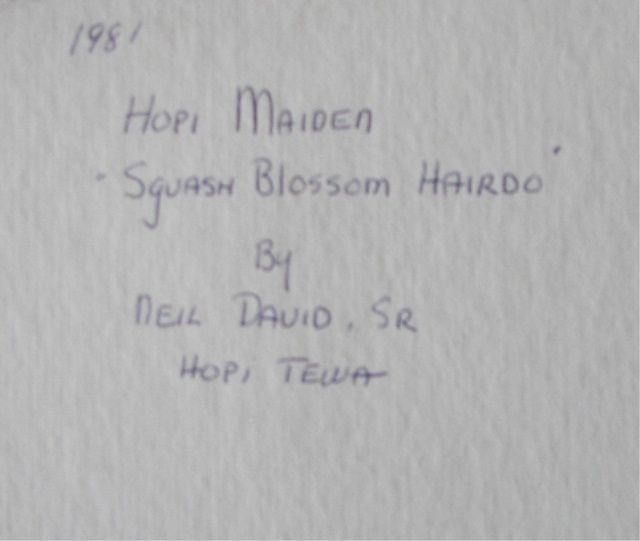 1981
HOPI MAIDEN
"SQUASH Blossom HAIRDO"
By
NEIL DAVID, SR
HOPI TEWA